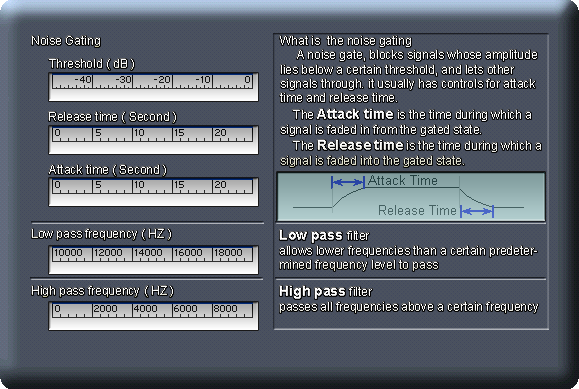 Noise Gating
Threshold ( dB )
-40 -30 -20 -10 0
Release time ( Second )
0 5 10 15 20
Attack time ( Second )
0 5 10 15 20
Low pass frequency ( HZ )
10000 12000 14000 16000 18000
High pass frequency ( HZ )
0 2000 4000 6000 8000
What is the noise gating
A noise gate, blocks signals whose amplitude
lies below a certain threshold, and lets other
signals through. it usually has controls for attack
time and release time.
The Attack time is the time during which a
signal is faded in from the gated state.
The Release time is the time during which a
signal is faded into the gated state.
Attack Time
Release Time
Low pass filter
allows lower frequencies than a certain predeter-
mined frequency level to pass
High pass filter
passes all frequencies above a certain frequency